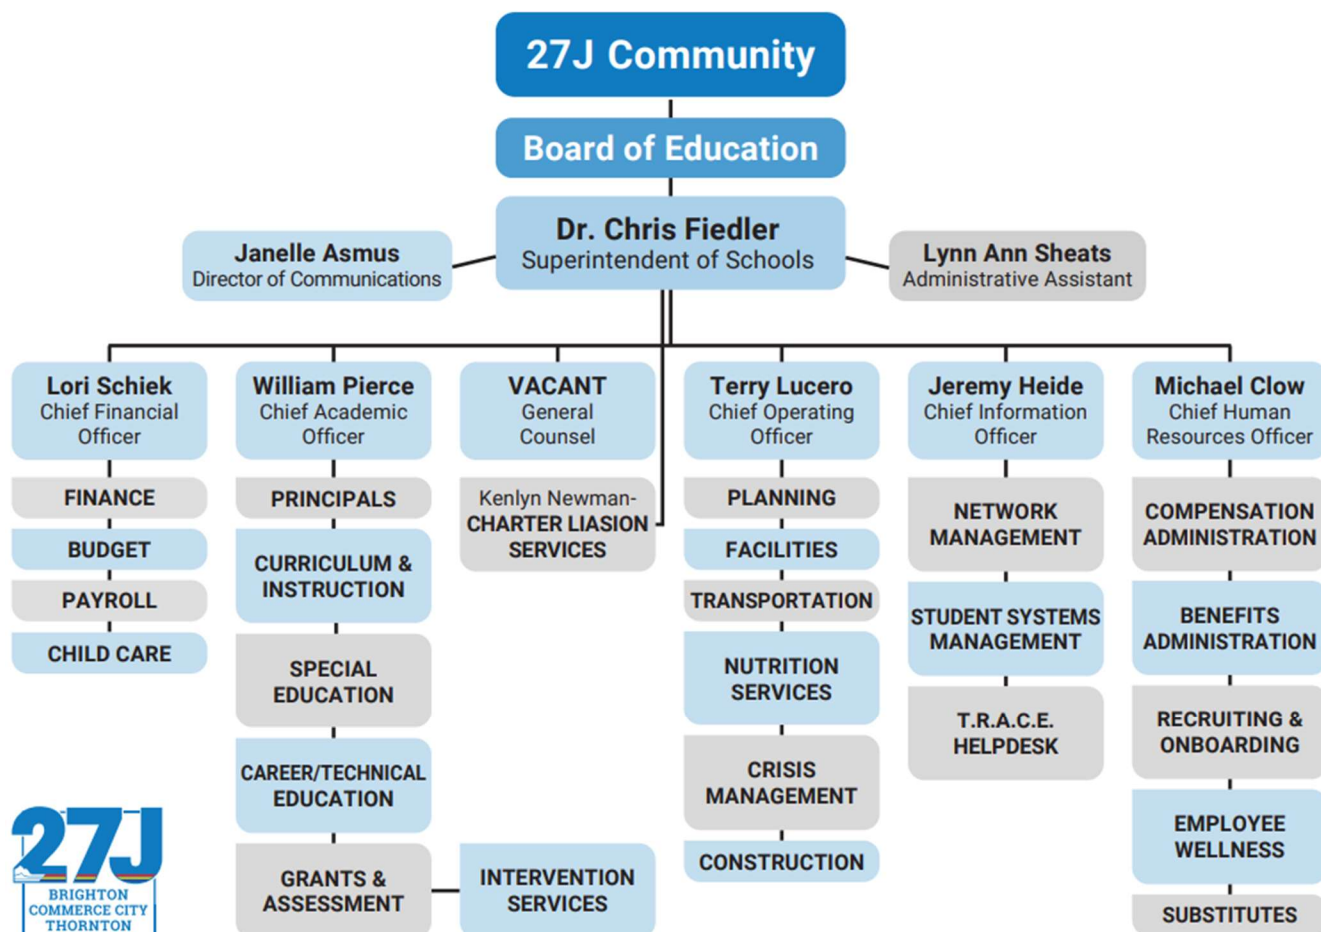 27J Community
Board of Education
Dr. Chris Fiedler
Superintendent of Schools
Janelle Asmus
Director of Communications
Lynn Ann Sheats
Administrative Assistant
Lori Schiek
Chief Financial
Officer
FINANCE
BUDGET
PAYROLL
CHILD CARE
William Pierce
Chief Academic
Officer
PRINCIPALS
CURRICULUM &
INSTRUCTION
SPECIAL
EDUCATION
CAREER/TECHNICAL
EDUCATION
GRANTS &
ASSESSMENT
INTERVENTION
SERVICES
VACANT
General
Counsel
Kenlyn Newman-
CHARTER LIASION
SERVICES
Terry Lucero
Chief Operating
Officer
PLANNING
FACILITIES
TRANSPORTATION
NUTRITION
SERVICES
CRISIS
MANAGEMENT
CONSTRUCTION
Jeremy Heide
Chief Information
Officer
NETWORK
MANAGEMENT
STUDENT SYSTEMS
MANAGEMENT
T.R.A.C.E.
HELPDESK
Michael Clow
Chief Human
Resources Officer
COMPENSATION
ADMINISTRATION
BENEFITS
ADMINISTRATION
RECRUITING &
ONBOARDING
EMPLOYEE
WELLNESS
SUBSTITUTES
27J
BRIGHTON
COMMERCE CITY
THORNTON